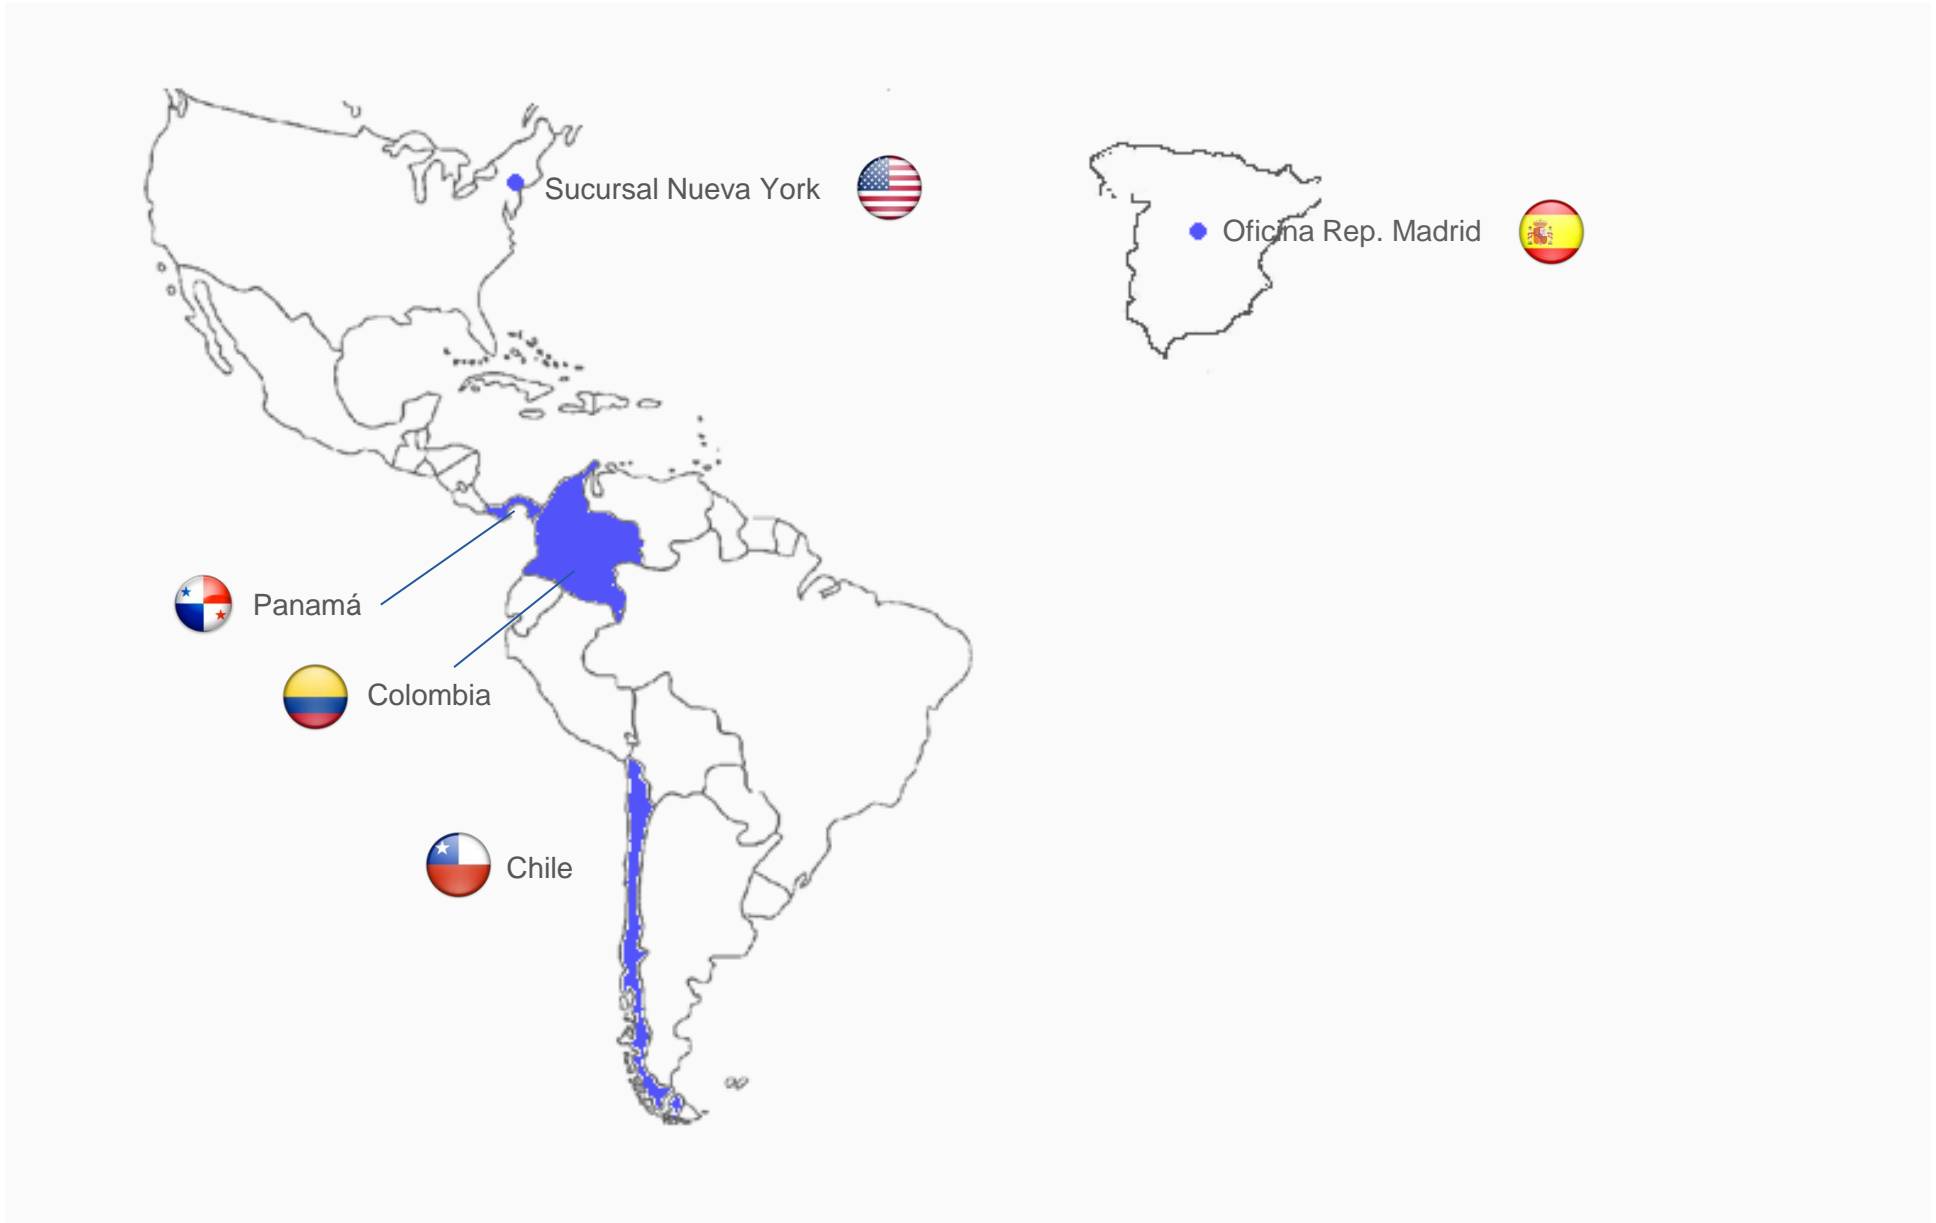 Sucursal Nueva York
Oficina Rep. Madrid
Panamá
Colombia
Chile